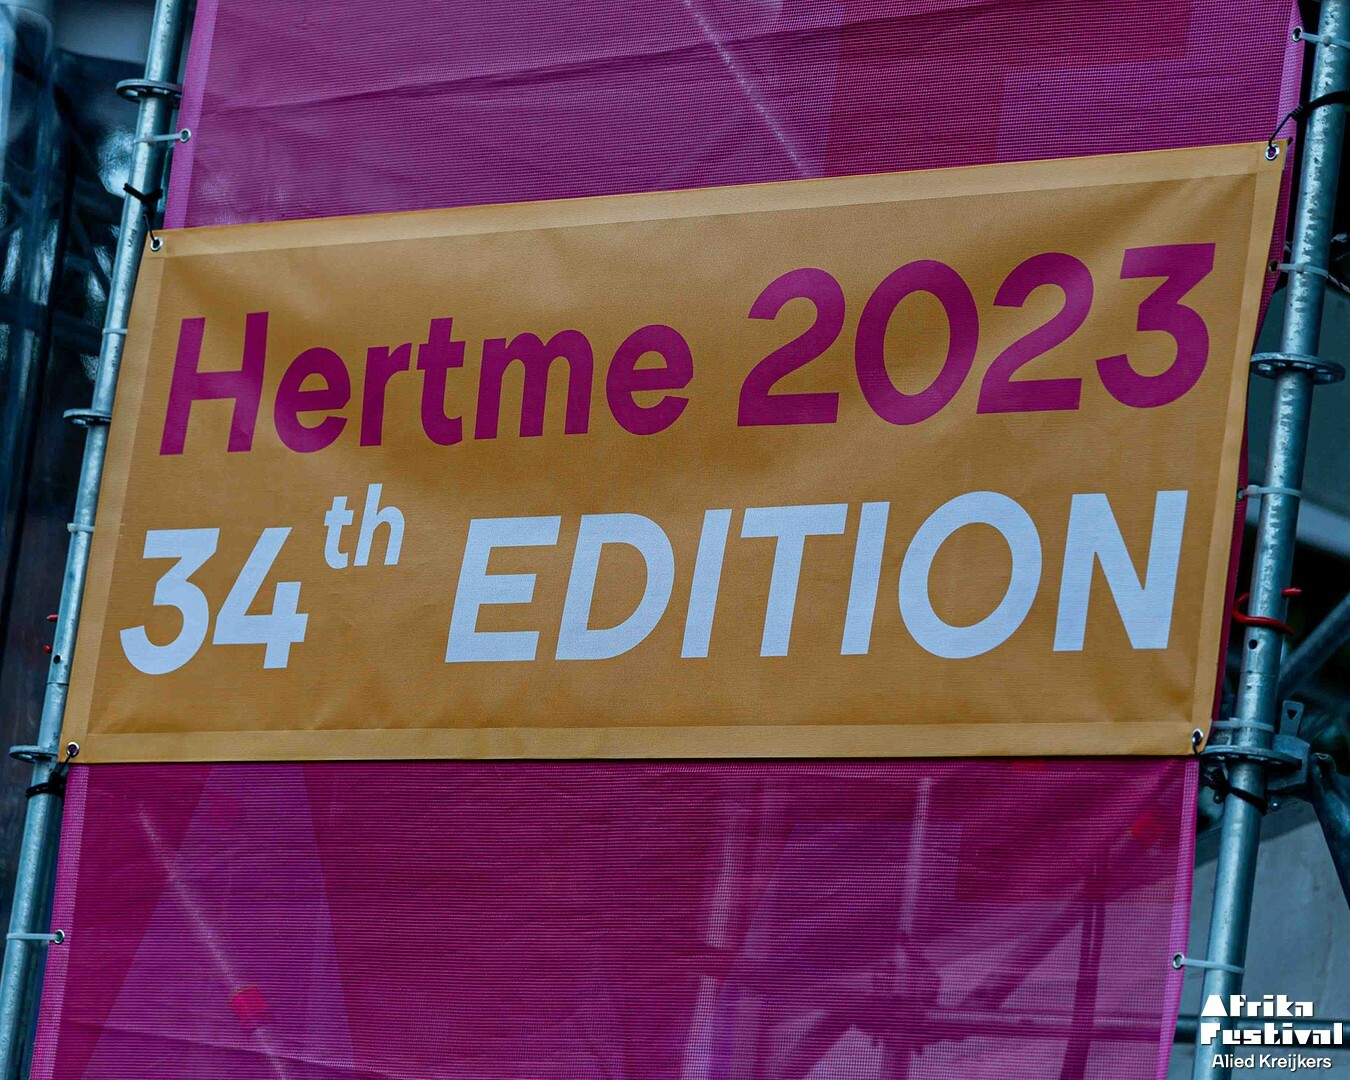 Hertme 2023
34th EDITION
Afrika
Festival
Alied Kreijkers